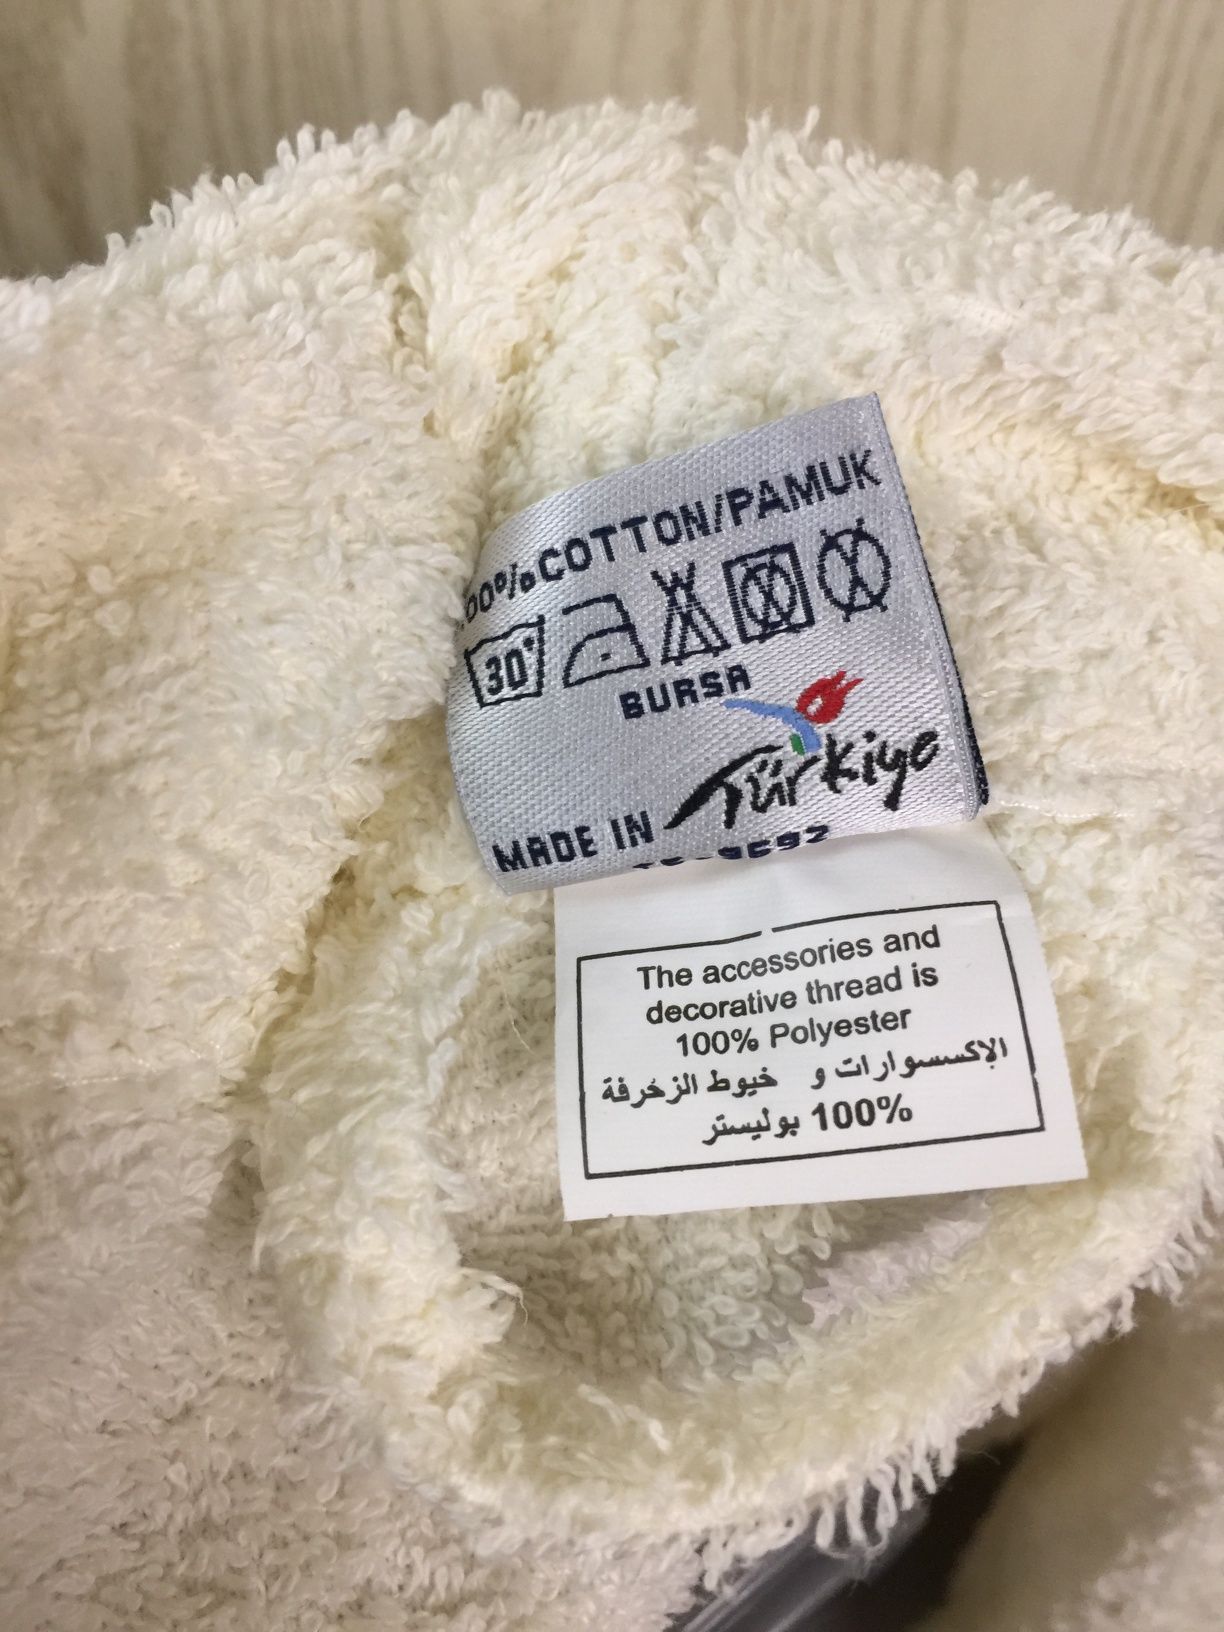 100%COTTON/PAMUK
30°
BURSA
MADE IN Türkiye
The accessories and
decorative thread is
100% Polyester
الإكسسوارات و خيوط الزخرفة
100% بوليستر